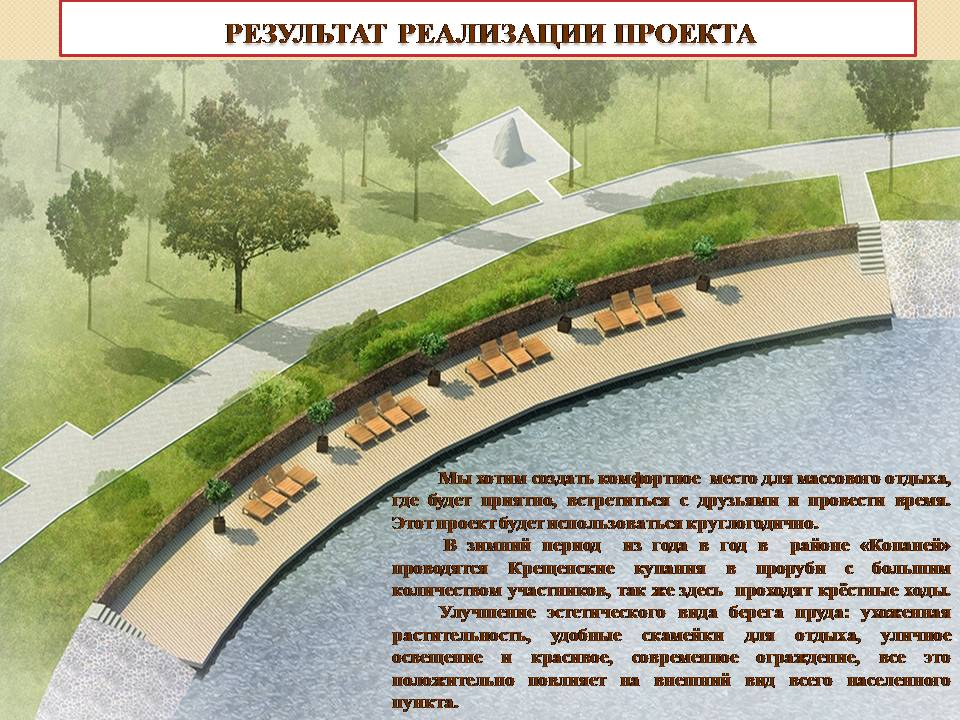 РЕЗУЛЬТАТ РЕАЛИЗАЦИИ ПРОЕКТА
Мы хотим создать комфортное место для массового отдыха,
где будет приятно, встретиться с друзьями и провести время.
Этот проект будет использоваться круглогодично.
В зимний период из года в год в районе «Копаней»
проводятся Крещенские купания в проруби с большим
количеством участников, так же здесь проходят крёстные ходы.
Улучшение эстетического вида берега пруда: ухоженная
растительность, удобные скамейки для отдыха, уличное
освещение и красивое, современное ограждение, все это
положительно повлияет на внешний вид всего населенного
пункта.